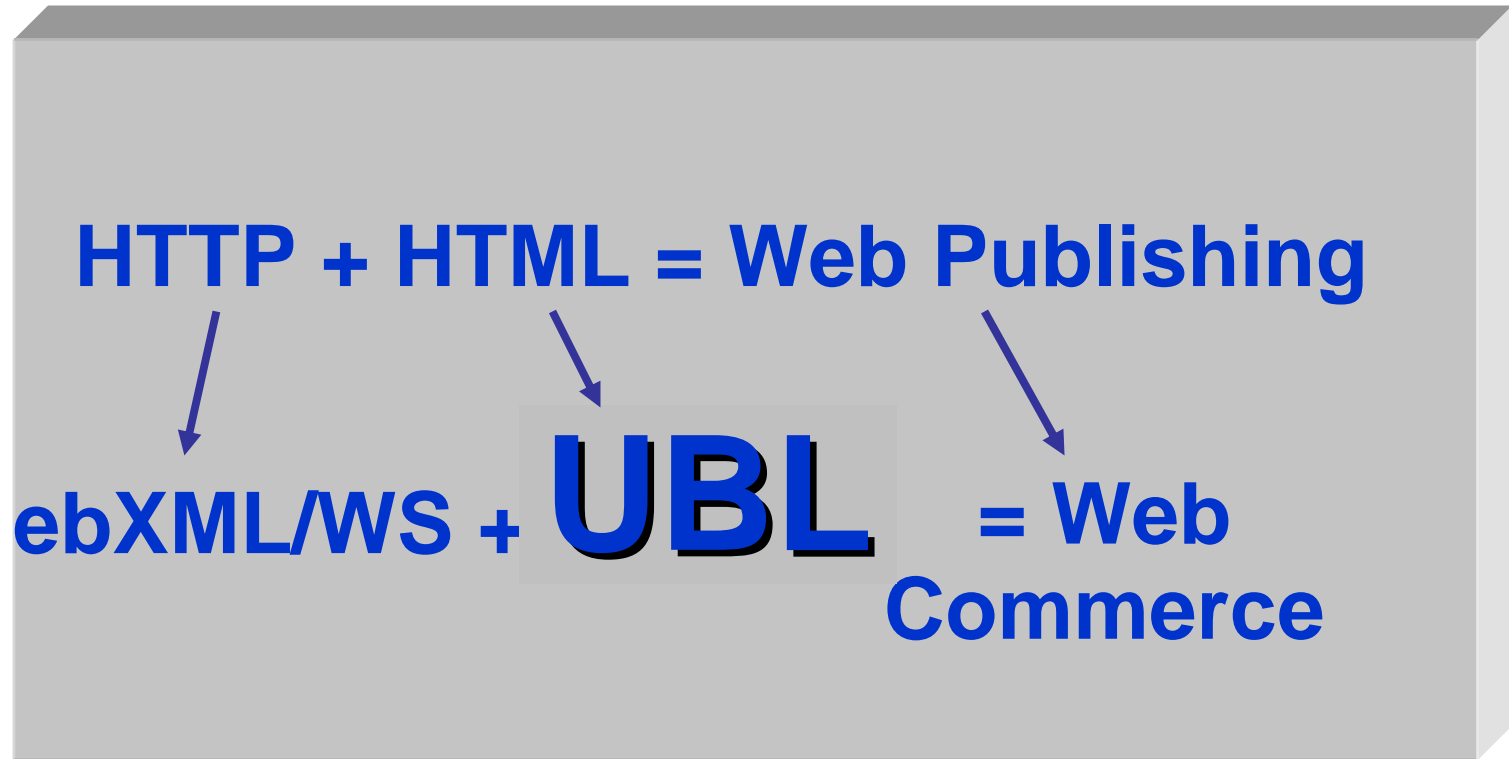 HTTP + HTML = Web Publishing
ebXML/WS + UBL = Web
Commerce